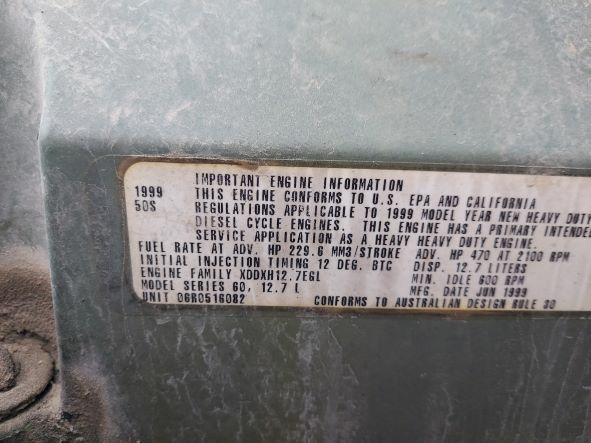 IMPORTANT ENGINE INFORMATION
1999 THIS ENGINE CONFORMS TO U.S. EPA AND CALIFORNIA
50S REGULATIONS APPLICABLE TO 1999 MODEL YEAR NEW HEAVY DUTY
DIESEL CYCLE ENGINES. THIS ENGINE HAS A PRIMARY INTENDE
SERVICE APPLICATION AS A HEAVY HEAVY DUTY ENGINE.
FUEL RATE AT ADV. HP 229.6 MM3/STROKE ADV. HP 470 AT 2100 RPM
INITIAL INJECTION TIMING 12 DEG. BTC DISP. 12.7 LITERS
ENGINE FAMILY XDDXH12.7EGL MIN. IDLE 600 RPM
MODEL SERIES 60, 12.7 L MFG. DATE JUN 1999
UNIT 06R0516082 CONFORMS TO AUSTRALIAN DESIGN RULE 30